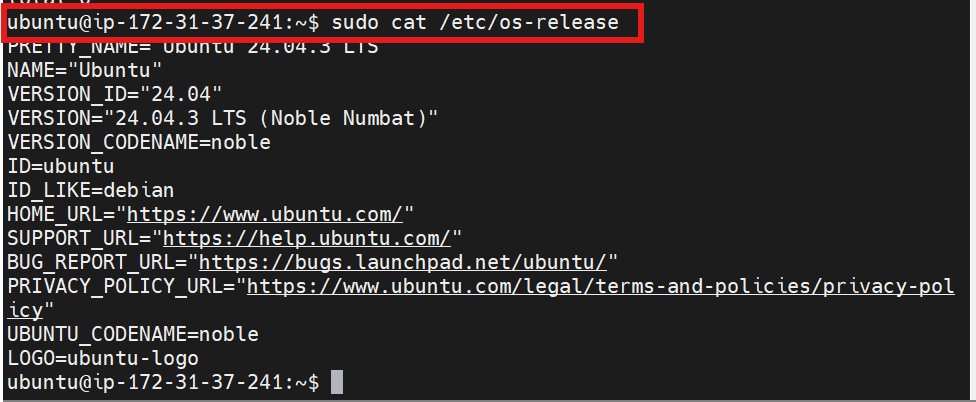 ubuntu@ip-172-31-37-241:~$ sudo cat /etc/os-release
PRETTY_NAME="Ubuntu 24.04.3 LTS
NAME="Ubuntu"
VERSION_ID="24.04"
VERSION="24.04.3 LTS (Noble Numbat)"
VERSION_CODENAME=noble
ID=ubuntu
ID_LIKE=debian
HOME_URL="https://www.ubuntu.com/"
SUPPORT_URL="https://help.ubuntu.com/"
BUG_REPORT_URL="https://bugs.launchpad.net/ubuntu/"
PRIVACY_POLICY_URL="https://www.ubuntu.com/legal/terms-and-policies/privacy-pol
icy"
UBUNTU_CODENAME=noble
LOGO=ubuntu-logo
ubuntu@ip-172-31-37-241:~$